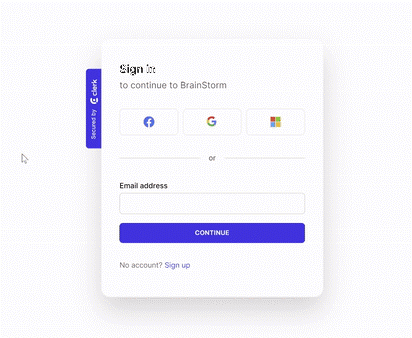 Sign in
to continue to BrainStorm
Secured by clerk
or
Email address
CONTINUE
No account? Sign up